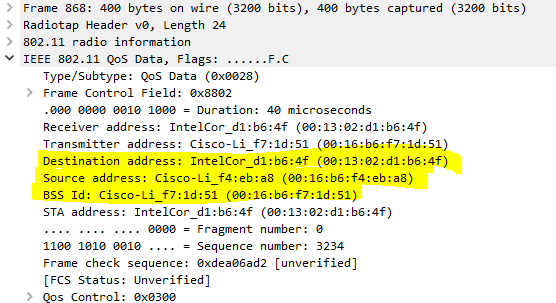 Frame 868: 400 bytes on wire (3200 bits), 400 bytes captured (3200 bits)
Radiotap Header v0, Length 24
802.11 radio information
IEEE 802.11 QoS Data, Flags: ......F.C
Type/Subtype: QoS Data (0x0028)
Frame Control Field: 0x8802
.000 0000 0010 1000 = Duration: 40 microseconds
Receiver address: IntelCor_d1:b6:4f (00:13:02:d1:b6:4f)
Transmitter address: Cisco-Li_f7:1d:51 (00:16:b6:f7:1d:51)
Destination address: IntelCor_d1:b6:4f (00:13:02:d1:b6:4f)
Source address: Cisco-Li_f4:eb:a8 (00:16:b6:f4:eb:a8)
BSS Id: Cisco-Li_f7:1d:51 (00:16:b6:f7:1d:51)
STA address: IntelCor_d1:b6:4f (00:13:02:d1:b6:4f)
.... .... .... 0000 = Fragment number: 0
1100 1010 0010 .... = Sequence number: 3234
Frame check sequence: 0xdea06ad2 [unverified]
[FCS Status: Unverified]
Qos Control: 0x0300